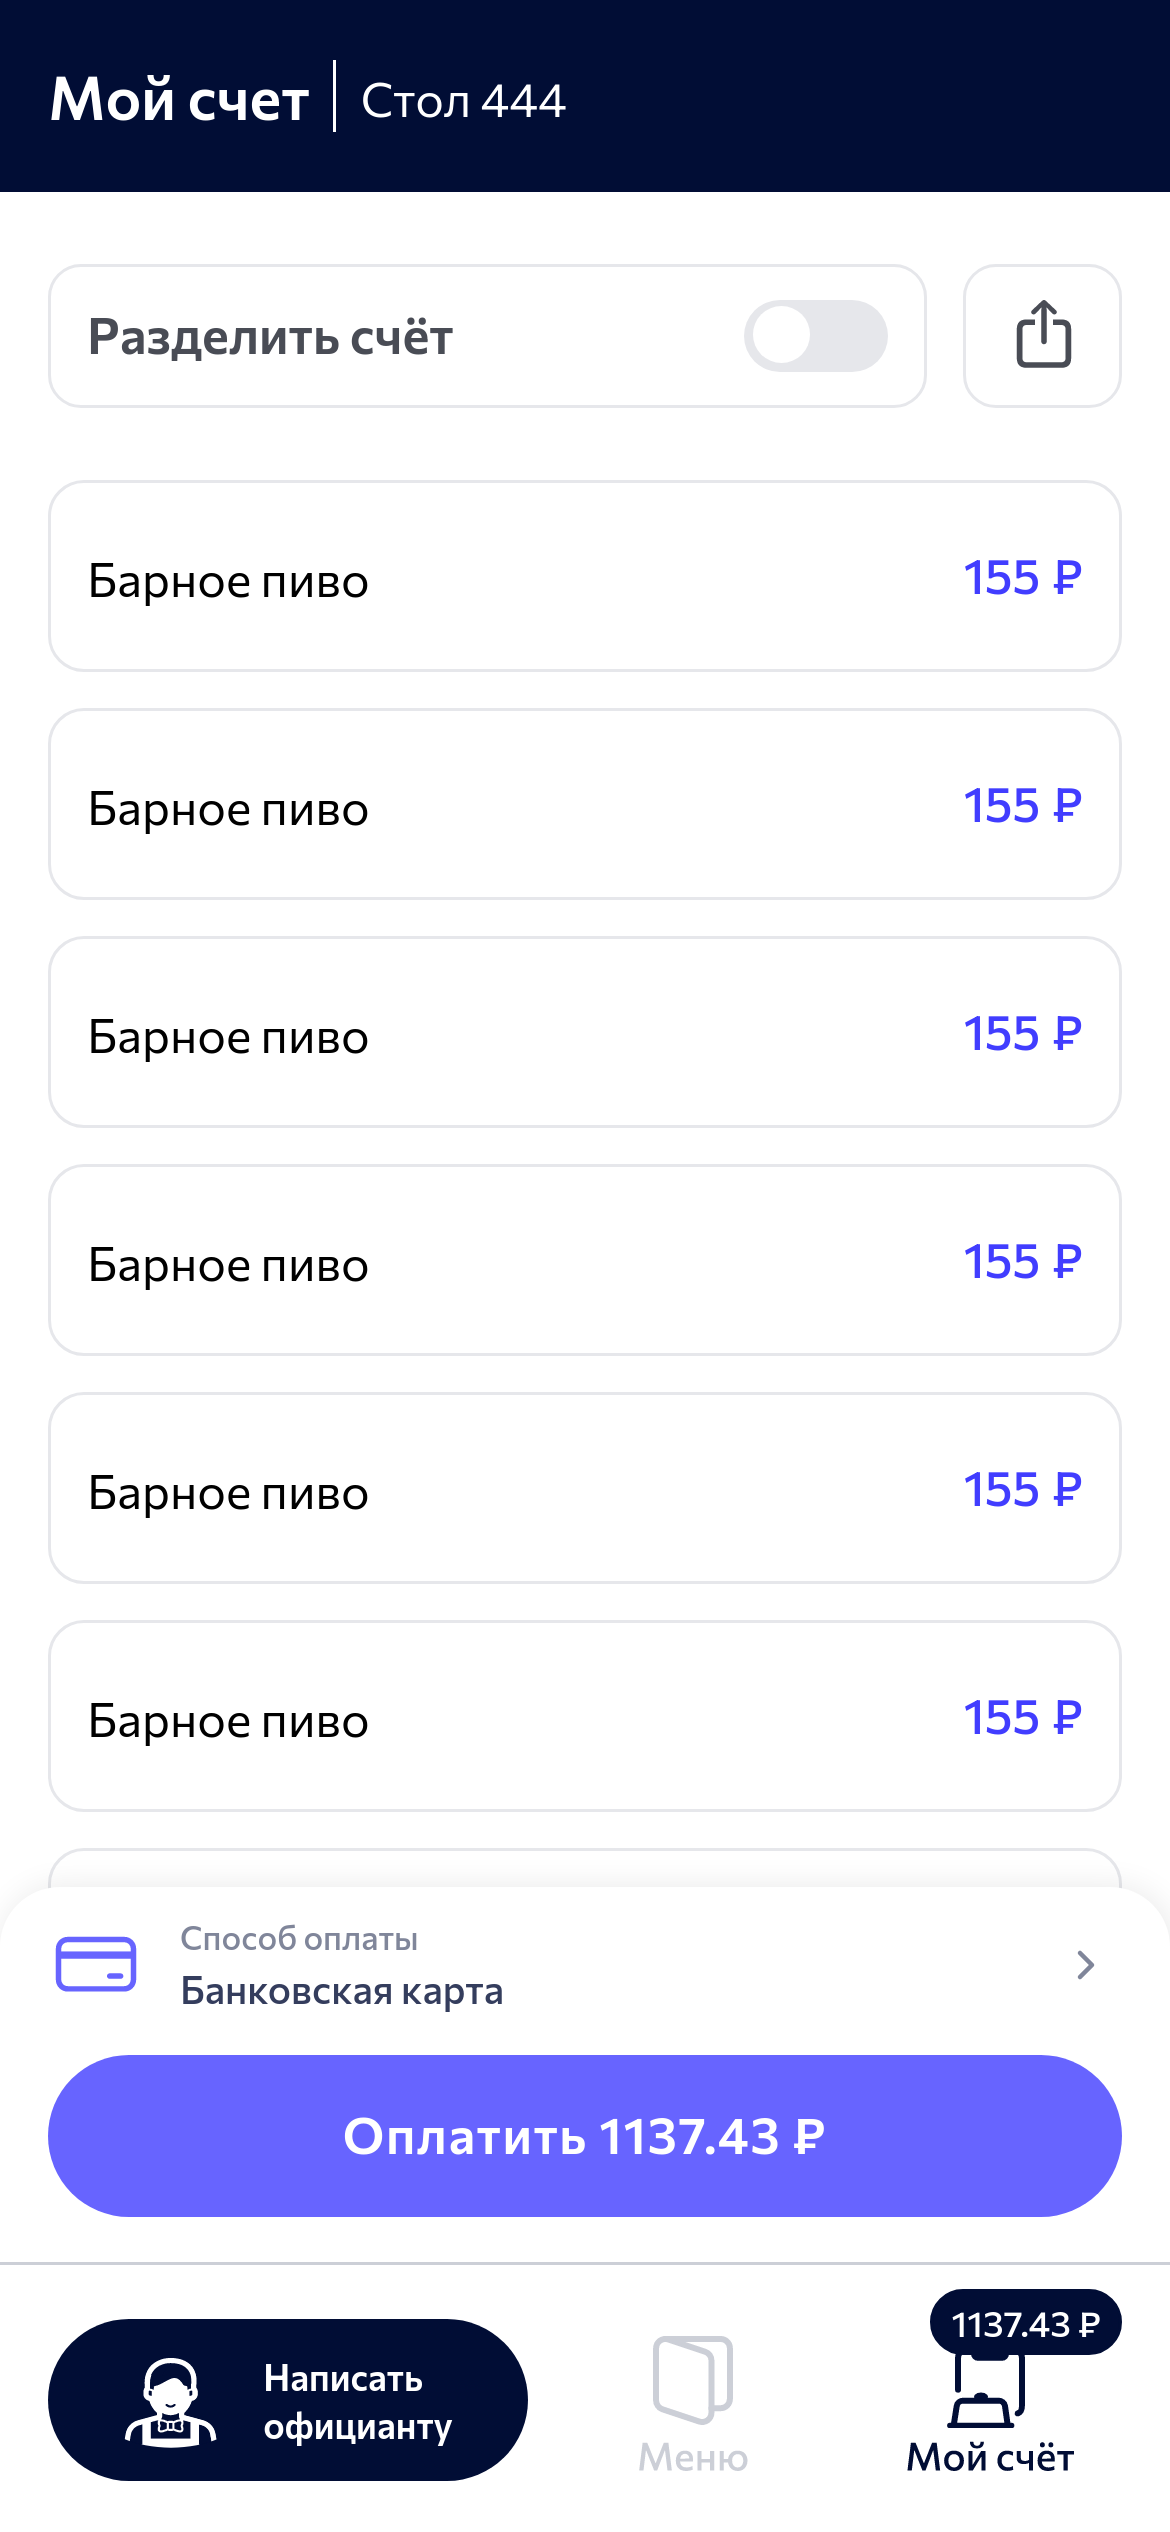 Мой счет
Стол 444
Разделить счёт
Барное пиво 155 ₽
Барное пиво 155 ₽
Барное пиво 155 ₽
Барное пиво 155 ₽
Барное пиво 155 ₽
Барное пиво 155 ₽
Способ оплаты
Банковская карта
Оплатить 1137.43 ₽
Написать
официанту
Меню
1137.43 ₽
Мой счёт